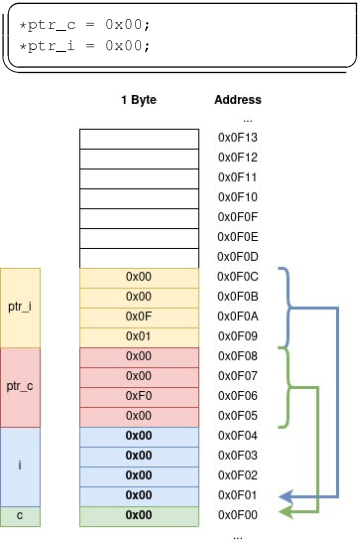 *ptr_c = 0x00;
*ptr_i = 0x00;
1 Byte Address
...
0x0F13
0x0F12
0x0F11
0x0F10
0x0F0F
0x0F0E
0x0F0D
0x00 0x0F0C
0x00 0x0F0B
ptr_i
0x0F 0x0F0A
0x01 0x0F09
0x00 0x0F08
0x00 0x0F07
ptr_c
0xF0 0x0F06
0x00 0x0F05
0x00 0x0F04
0x00 0x0F03
i
0x00 0x0F02
0x00 0x0F01
c 0x00 0x0F00
...